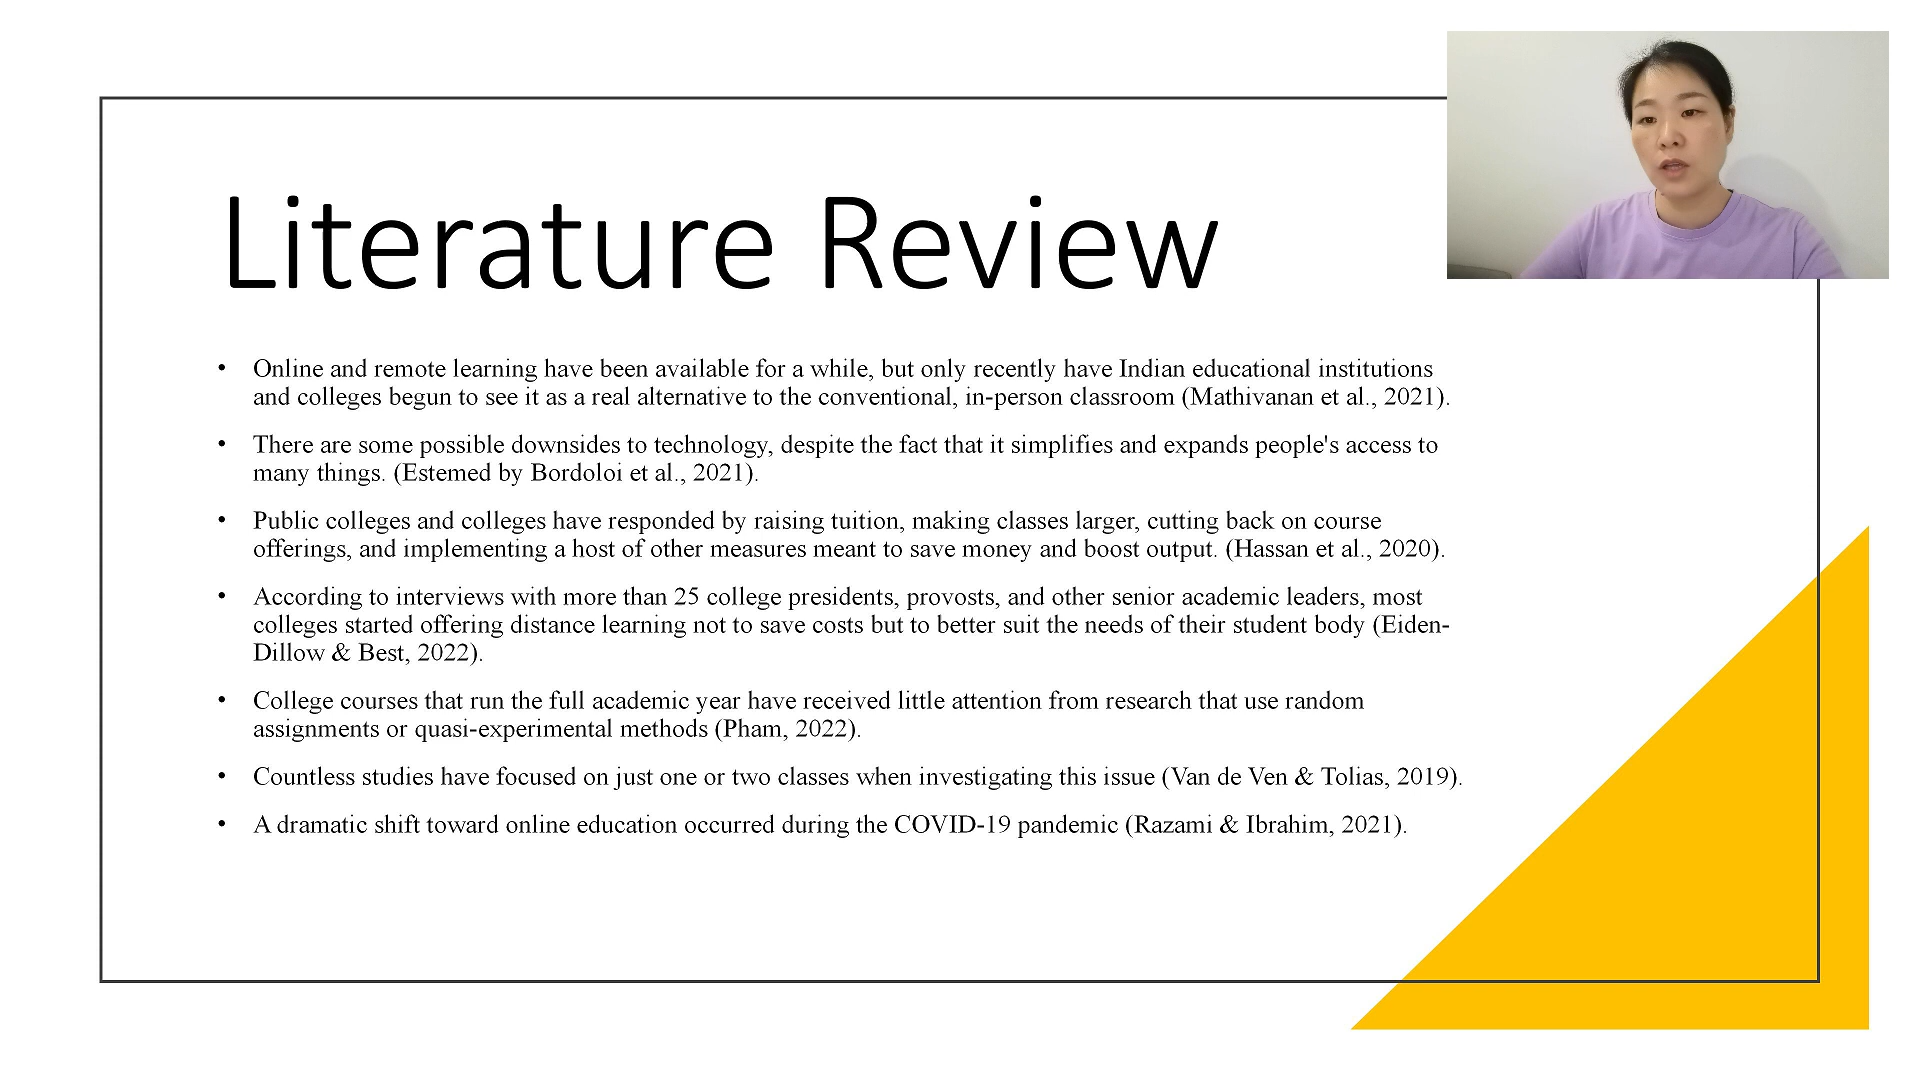 Literature Review
• Online and remote learning have been available for a while, but only recently have Indian educational institutions
and colleges begun to see it as a real alternative to the conventional, in-person classroom (Mathivanan et al., 2021).
• There are some possible downsides to technology, despite the fact that it simplifies and expands people's access to
many things. (Estemed by Bordoloi et al., 2021).
• Public colleges and colleges have responded by raising tuition, making classes larger, cutting back on course
offerings, and implementing a host of other measures meant to save money and boost output. (Hassan et al., 2020).
• According to interviews with more than 25 college presidents, provosts, and other senior academic leaders, most
colleges started offering distance learning not to save costs but to better suit the needs of their student body (Eiden-
Dillow & Best, 2022).
• College courses that run the full academic year have received little attention from research that use random
assignments or quasi-experimental methods (Pham, 2022).
• Countless studies have focused on just one or two classes when investigating this issue (Van de Ven & Tolias, 2019).
• A dramatic shift toward online education occurred during the COVID-19 pandemic (Razami & Ibrahim, 2021).